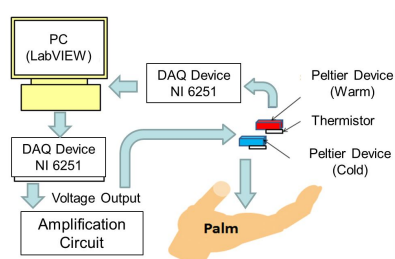 PC
(LabVIEW)
DAQ Device
NI 6251
Peltier Device
(Warm)
Thermistor
DAQ Device
NI 6251
Peltier Device
(Cold)
Voltage Output
Amplification
Circuit
Palm